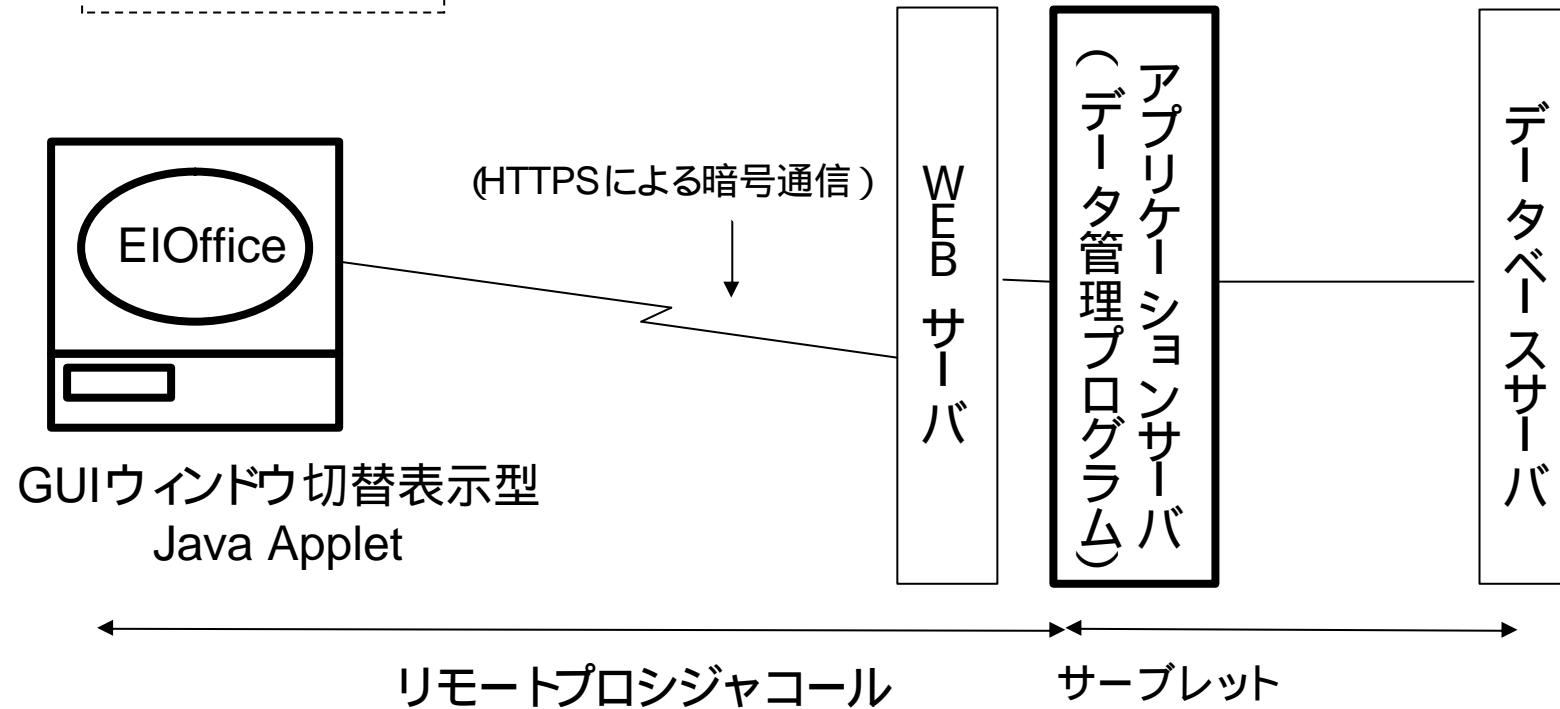 EIOffice
GUIウィンドウ切替表示型
Java Applet
(HTTPSによる暗号通信)
WEBサーバ
アプリケーションサーバ
(データ管理プログラム)
データベースサーバ
リモートプロシジャコール
サーブレット